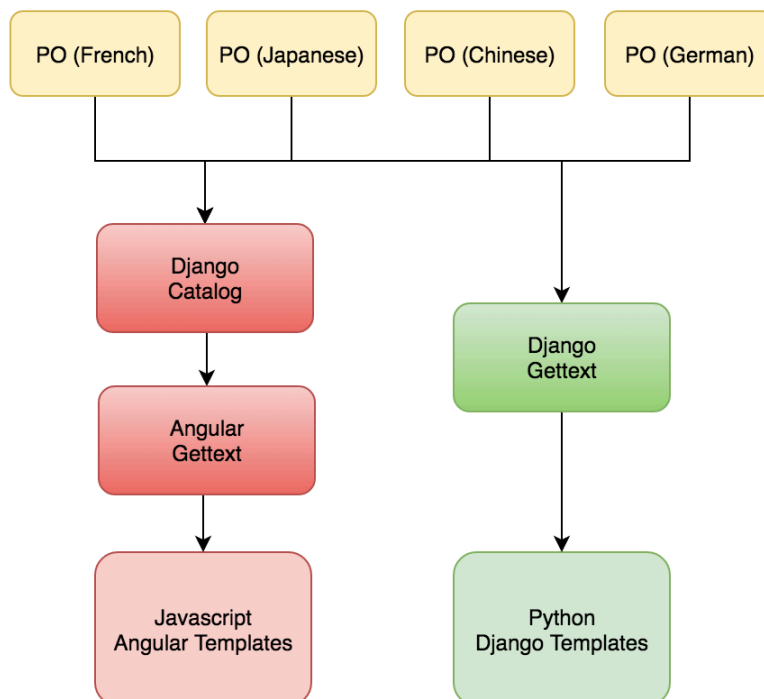 PO (French)
PO (Japanese)
PO (Chinese)
PO (German)
Django
Catalog
Django
Gettext
Angular
Gettext
Javascript
Angular Templates
Python
Django Templates